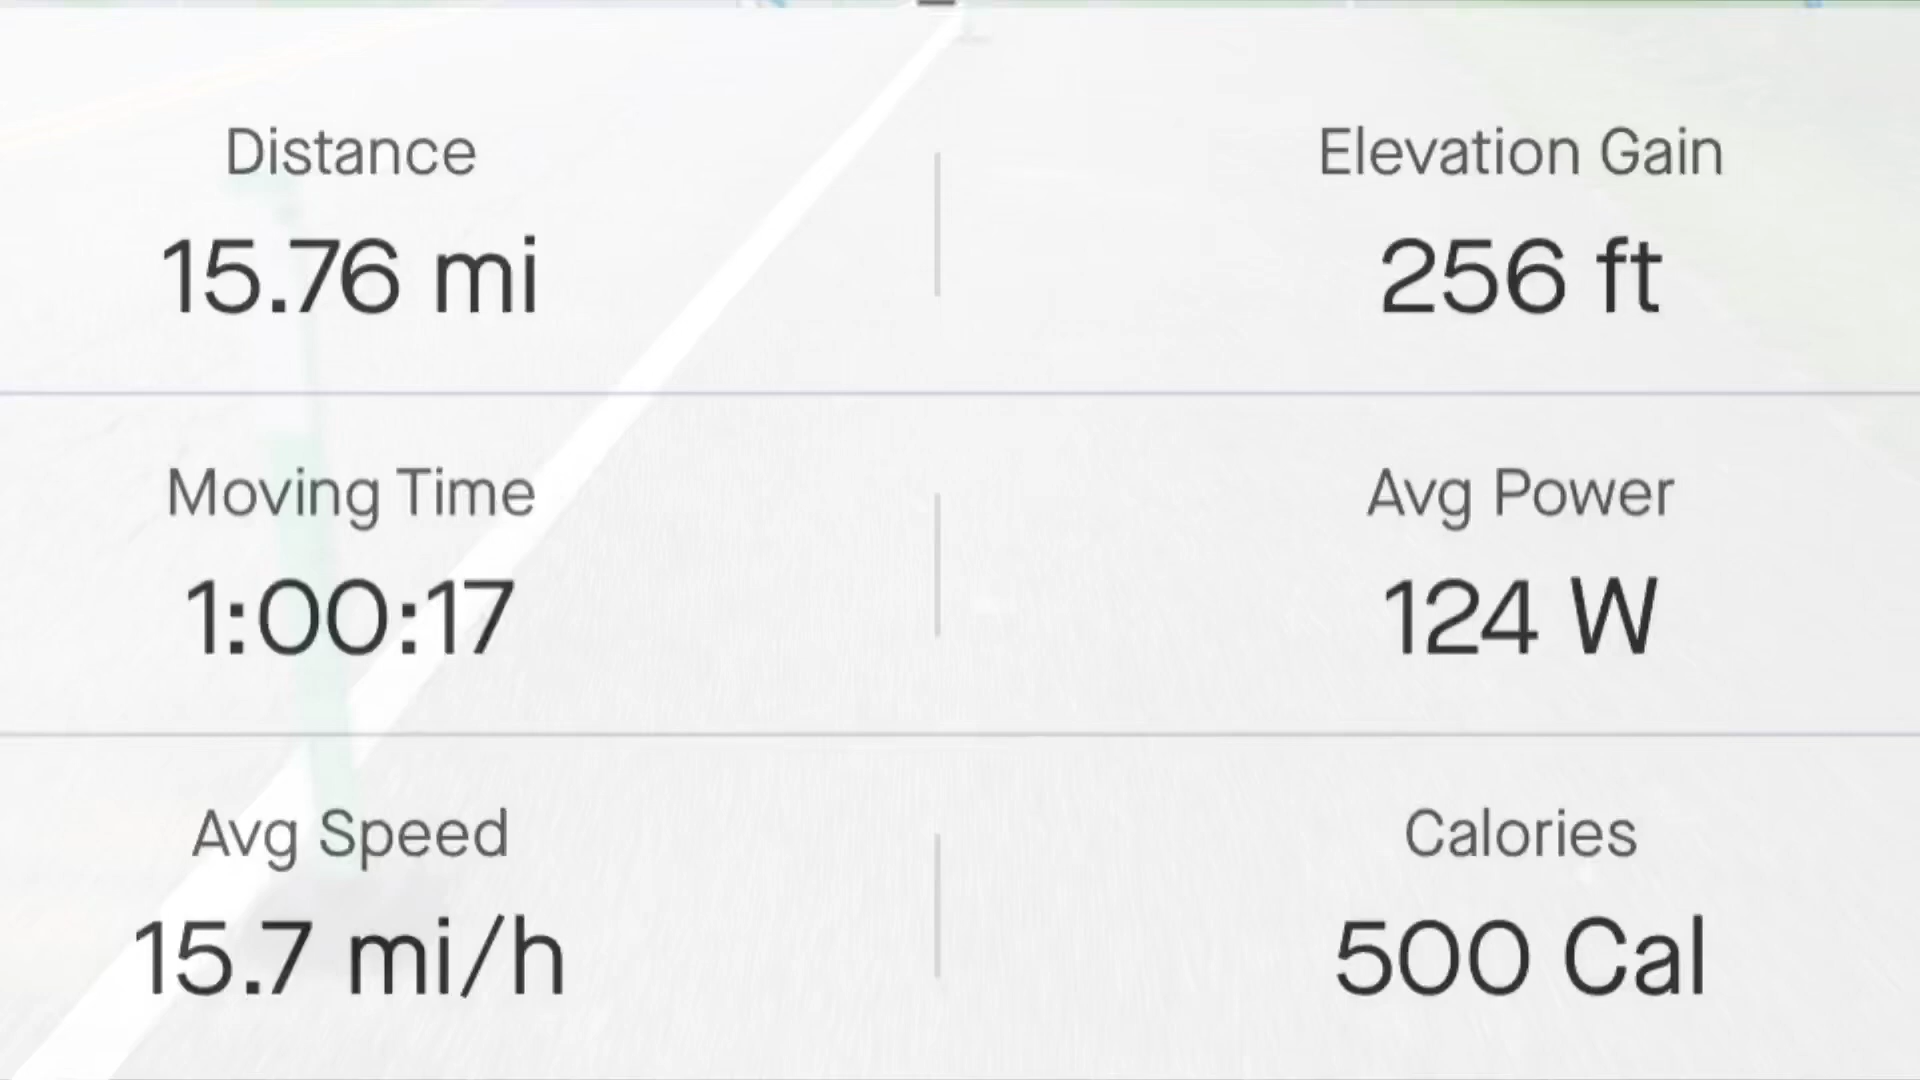 Distance
15.76 mi
Elevation Gain
256 ft
Moving Time
1:00:17
Avg Power
124 W
Avg Speed
15.7 mi/h
Calories
500 Cal